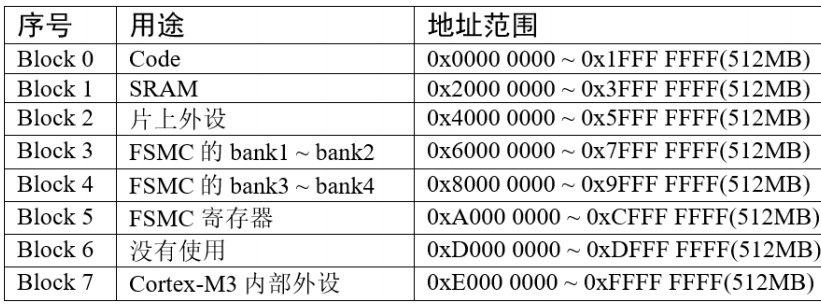 序号 用途 地址范围
Block 0 Code 0x0000 0000 ~ 0x1FFF FFFF(512MB)
Block 1 SRAM 0x2000 0000 ~ 0x3FFF FFFF(512MB)
Block 2 片上外设 0x4000 0000 ~ 0x5FFF FFFF(512MB)
Block 3 FSMC 的 bank1 ~ bank2 0x6000 0000 ~ 0x7FFF FFFF(512MB)
Block 4 FSMC 的 bank3 ~ bank4 0x8000 0000 ~ 0x9FFF FFFF(512MB)
Block 5 FSMC 寄存器 0xA000 0000 ~ 0xCFFF FFFF(512MB)
Block 6 没有使用 0xD000 0000 ~ 0xDFFF FFFF(512MB)
Block 7 Cortex-M3 内部外设 0xE000 0000 ~ 0xFFFF FFFF(512MB)